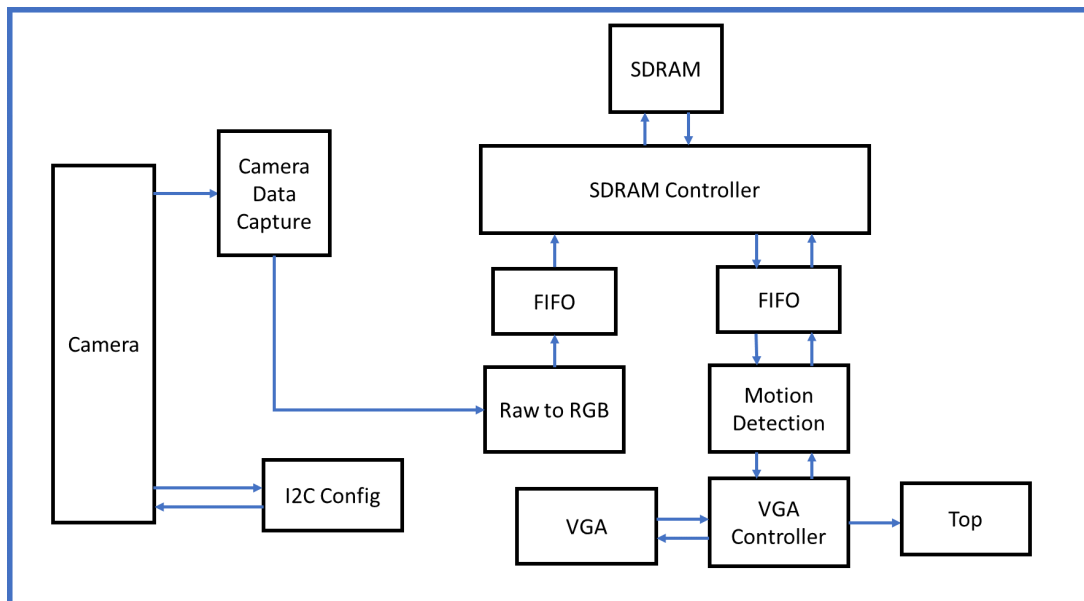 SDRAM
SDRAM Controller
Camera
Data
Capture
FIFO
FIFO
Camera
Raw to RGB
Motion
Detection
I2C Config
VGA
VGA
Controller
Top